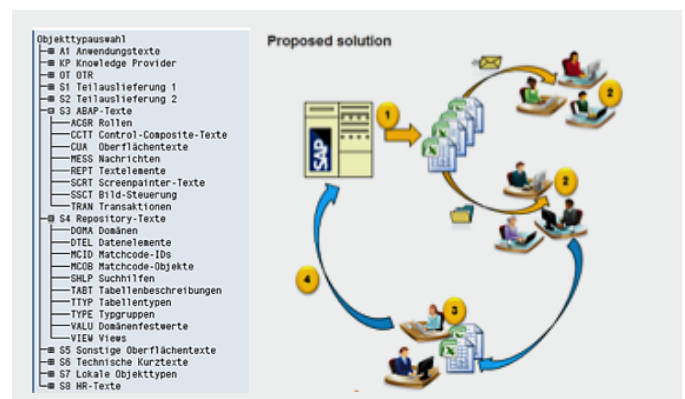 Objekttypauswahl
A1 Anwendungstexte
KP Knowledge Provider
OT OTR
S1 Teilauslieferung 1
S2 Teilauslieferung 2
S3 ABAP-Texte
ACGR Rollen
CCTT Control-Composite-Texte
CUA Oberflächentexte
MESS Nachrichten
REPT Textelemente
SCRT Screenpainter-Texte
SSCT Bild-Steuerung
TRAN Transaktionen
S4 Repository-Texte
DOMA Domänen
DTEL Datenelemente
MCID Matchcode-IDs
MCOB Matchcode-Objekte
SHLP Suchhilfen
TABT Tabellenbeschreibungen
TTYP Tabellentypen
TYPE Typgruppen
VALU Domänenfestwerte
VIEW Views
S5 Sonstige Oberflächentexte
S6 Technische Kurztexte
S7 Lokale Objekttypen
S8 HR-Texte
Proposed solution
SAP
1
2
2
3
4